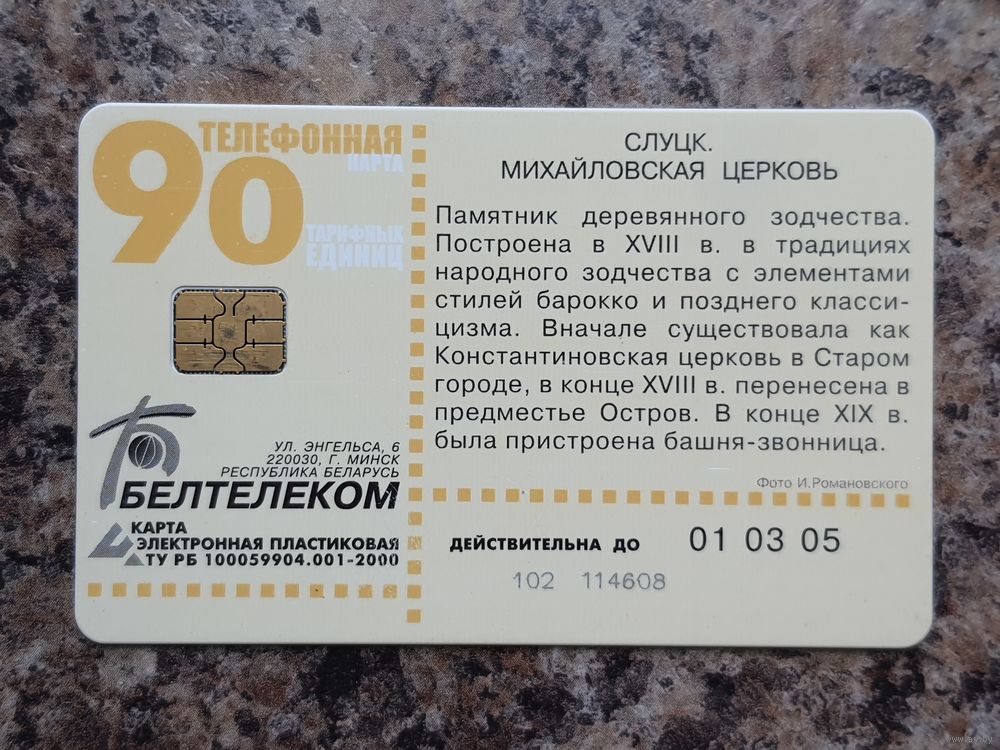 90
ТЕЛЕФОННАЯ
КАРТА
ТАРИФНЫХ
ЕДИНИЦ
УЛ. ЭНГЕЛЬСА, 6
220030, Г. МИНСК
РЕСПУБЛИКА БЕЛАРУСЬ
БЕЛТЕЛЕКОМ
КАРТА
ЭЛЕКТРОННАЯ ПЛАСТИКОВАЯ
ТУ РБ 100059904.001-2000
СЛУЦК.
МИХАЙЛОВСКАЯ ЦЕРКОВЬ
Памятник деревянного зодчества.
Построена в XVIII в. в традициях
народного зодчества с элементами
стилей барокко и позднего класси-
цизма. Вначале существовала как
Константиновская церковь в Старом
городе, в конце XVIII в. перенесена в
предместье Остров. В конце XIX в.
была пристроена башня-звонница.
Фото И.Романовского
ДЕЙСТВИТЕЛЬНА ДО 01 03 05
102 114608
www.ay.by